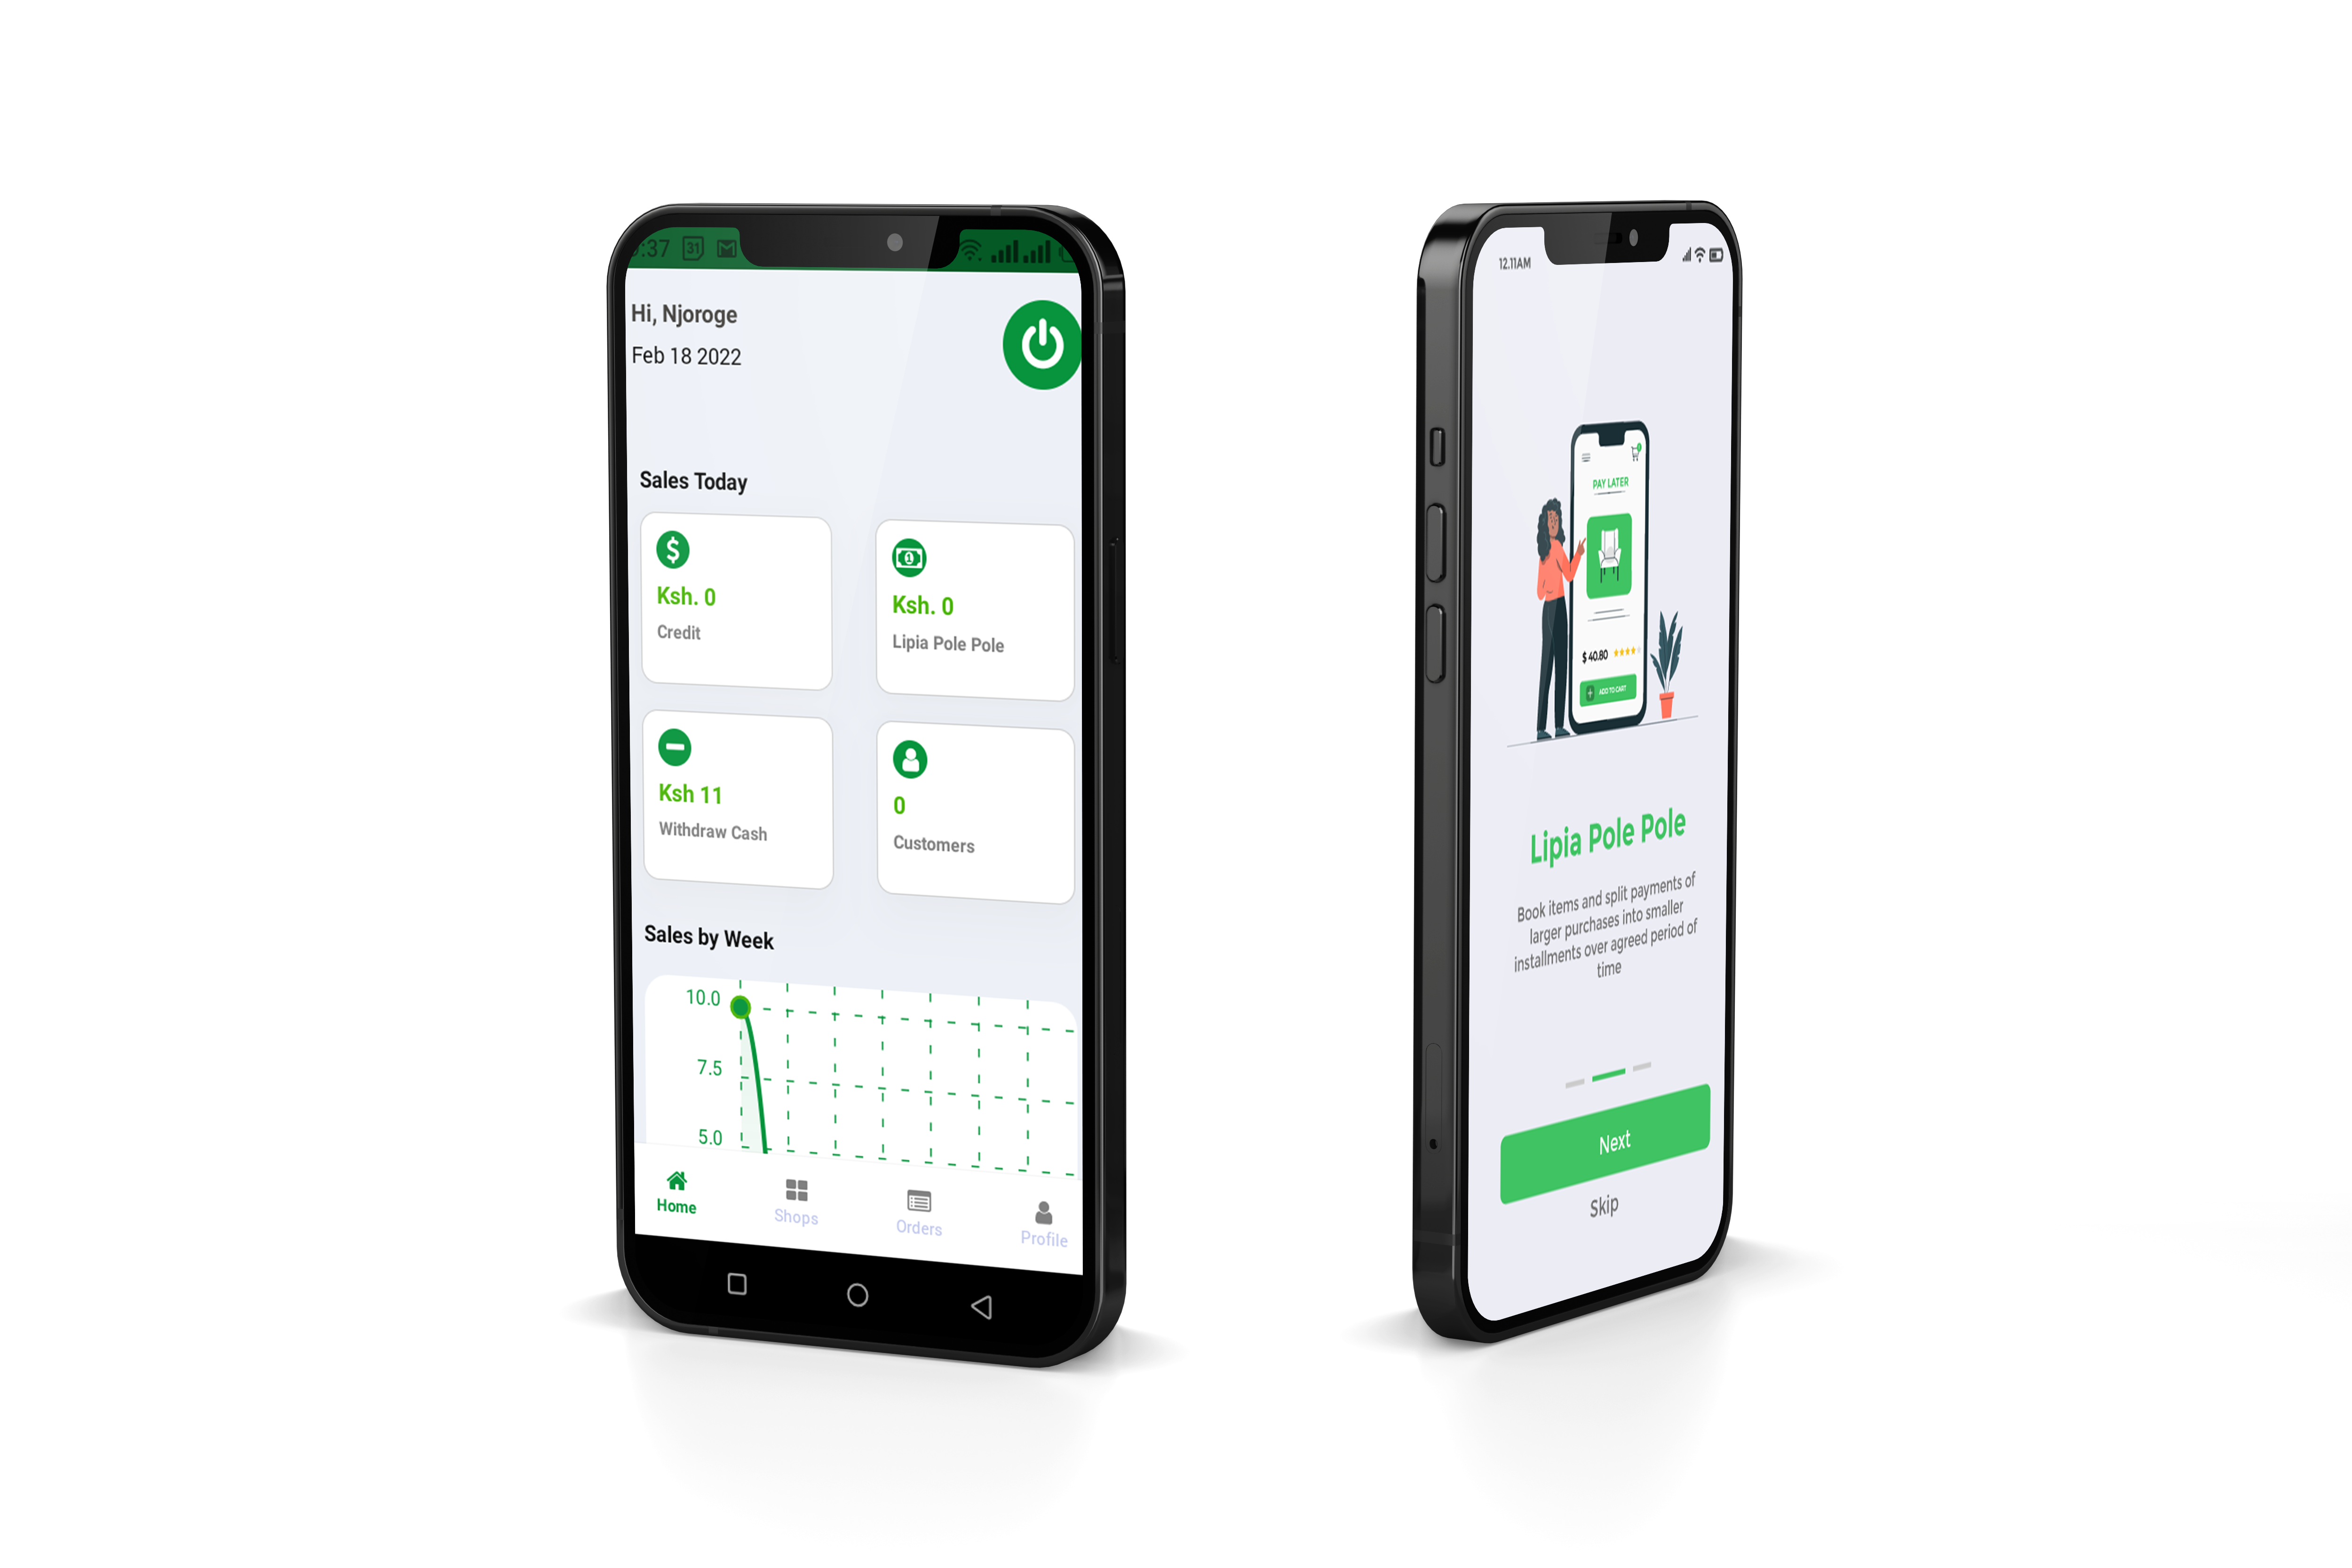 :37 31
Hi, Njoroge
Feb 18 2022
Sales Today
Ksh. 0
Credit
Ksh. 0
Lipia Pole Pole
Ksh 11
Withdraw Cash
0
Customers
Sales by Week
10.0
7.5
5.0
Home
Shops
Orders
Profile
12.11AM
PAY LATER
$ 40.80
ADD TO CART
Lipia Pole Pole
Book items and split payments of
larger purchases into smaller
installments over agreed period of
time
Next
Skip